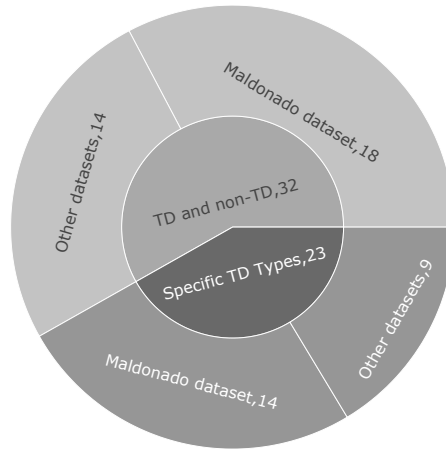 Maldonado dataset,18
Other datasets,14
TD and non-TD,32
Specific TD Types,23
Other datasets,9
Maldonado dataset,14